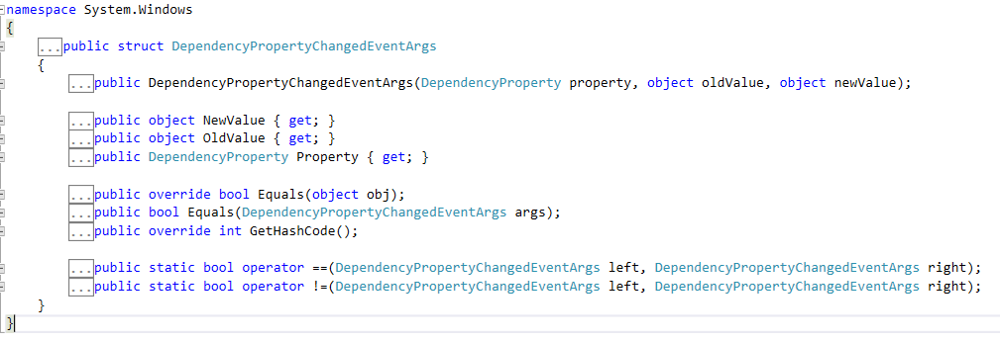 namespace System.Windows
{
...public struct DependencyPropertyChangedEventArgs
{
...public DependencyPropertyChangedEventArgs(DependencyProperty property, object oldValue, object newValue);
...public object NewValue { get; }
...public object OldValue { get; }
...public DependencyProperty Property { get; }
...public override bool Equals(object obj);
...public bool Equals(DependencyPropertyChangedEventArgs args);
...public override int GetHashCode();
...public static bool operator ==(DependencyPropertyChangedEventArgs left, DependencyPropertyChangedEventArgs right);
...public static bool operator !=(DependencyPropertyChangedEventArgs left, DependencyPropertyChangedEventArgs right);
}
}